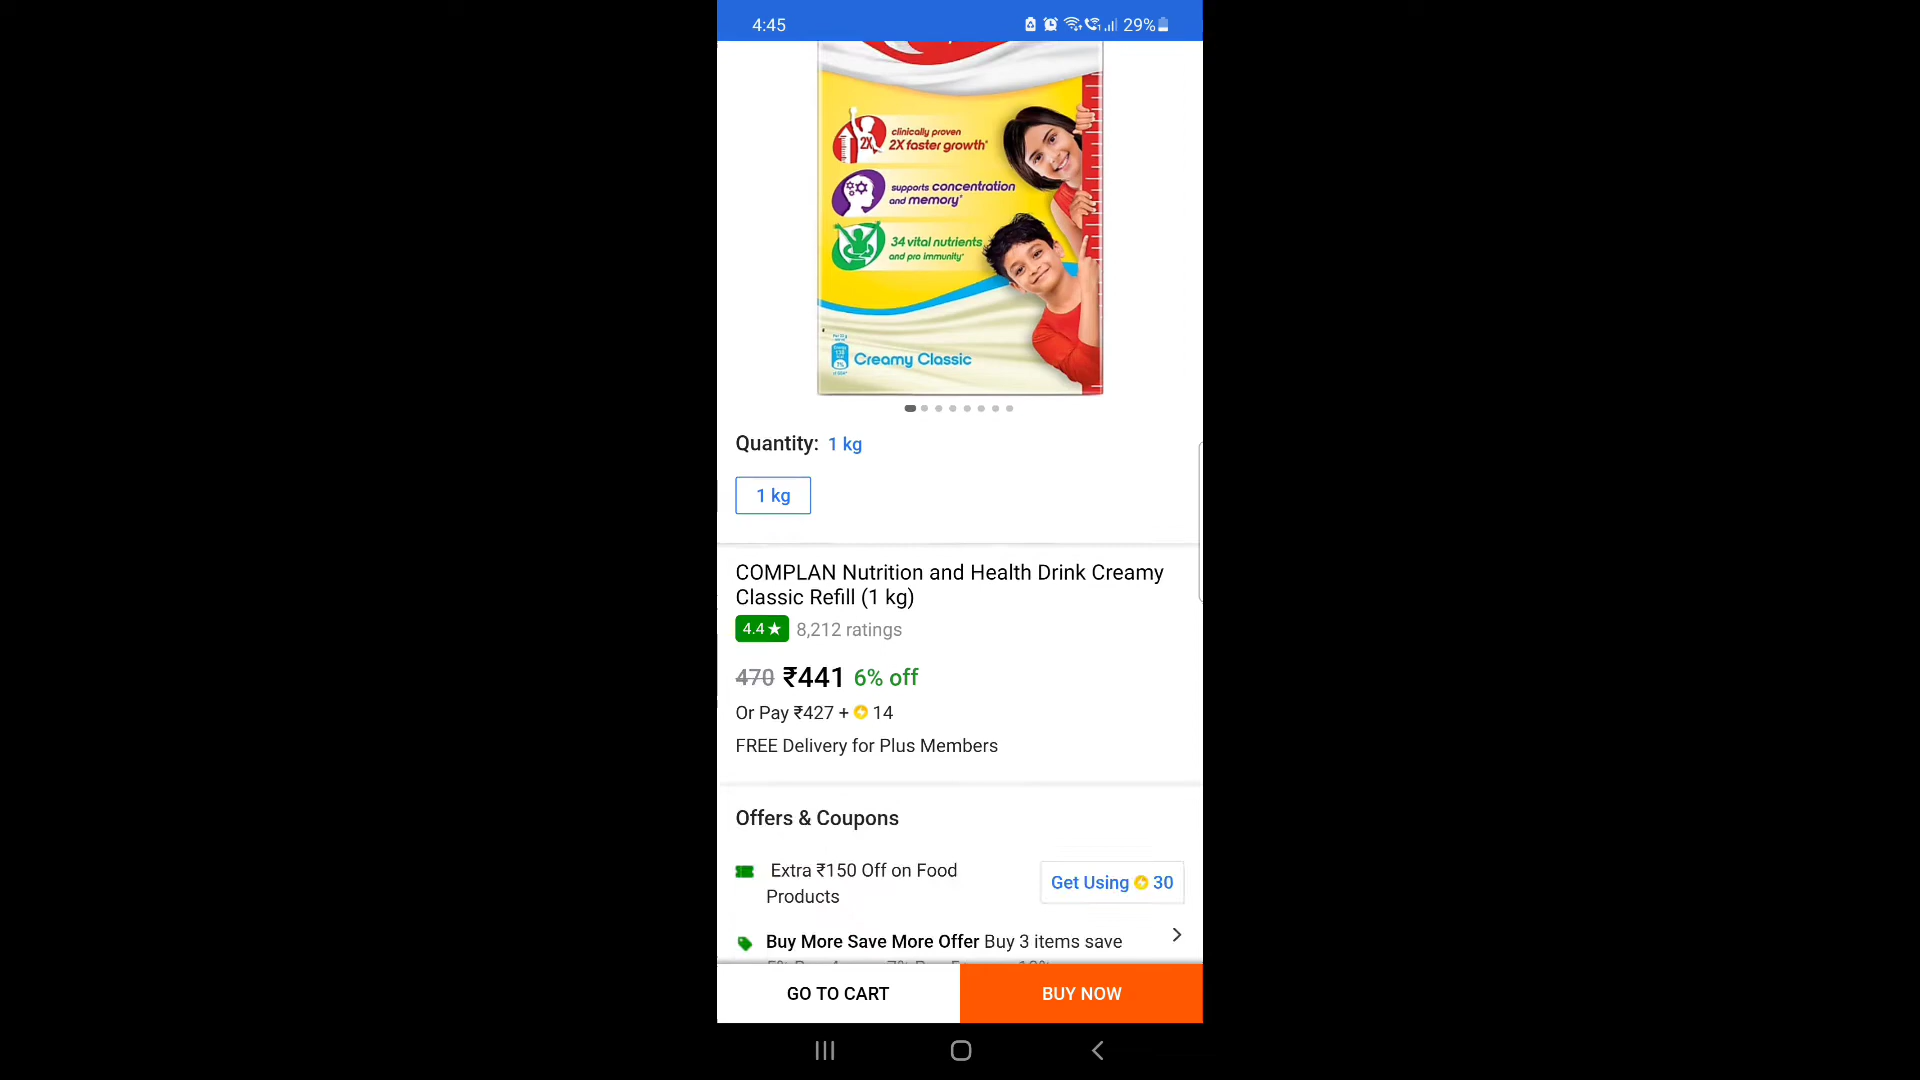 4:45
29%
clinically proven
2X
2X faster growth*
supports concentration
and memory*
34 vital nutrients
and pro immunity*
Creamy Classic
Quantity: 1 kg
1 kg
COMPLAN Nutrition and Health Drink Creamy
Classic Refill (1 kg)
4.4★ 8,212 ratings
470 ₹441 6% off
Or Pay ₹427 + 14
FREE Delivery for Plus Members
Offers & Coupons
Extra ₹150 Off on Food
Products
Get Using 30
Buy More Save More Offer Buy 3 items save
GO TO CART
BUY NOW